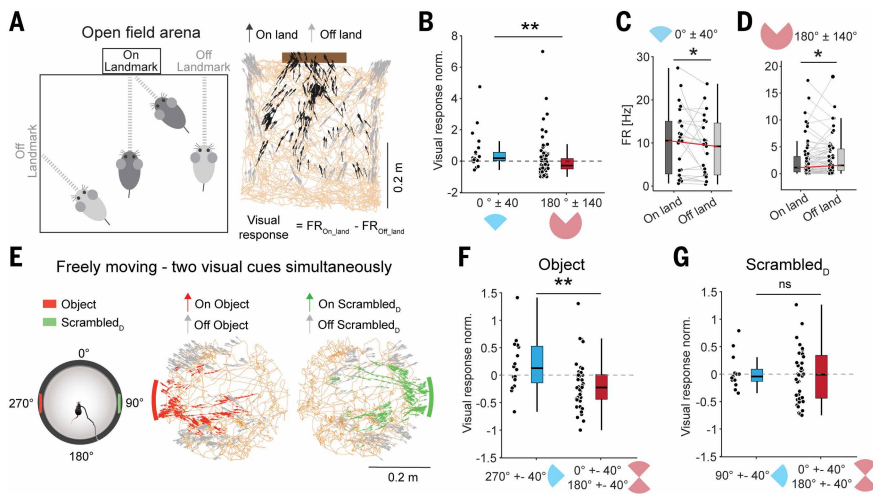 A
Open field arena
On
Landmark
Off
Landmark
Off
Landmark
On land
Off land
0.2 m
Visual
response
= FROn_land - FROff_land
B
**
Visual response norm.
8
6
4
2
0
2
0° ± 40
180° ± 140
C
0° ± 40°
*
FR [Hz]
30
20
10
0
On land
Off land
D
180° ± 140°
*
20
15
10
5
0
On land
Off land
E
Freely moving - two visual cues simultaneously
Object
ScrambledD
On Object
Off Object
On ScrambledD
Off ScrambledD
0°
270°
90°
180°
0.2 m
F
Object
**
Visual response norm.
1.5
1
0.5
0
-0.5
-1
-1.5
270° +- 40°
0° +- 40°
180° +- 40°
G
ScrambledD
ns
Visual response norm.
1.5
1
0.5
0
-0.5
-1
-1.5
90° +- 40°
0° +- 40°
180° +- 40°